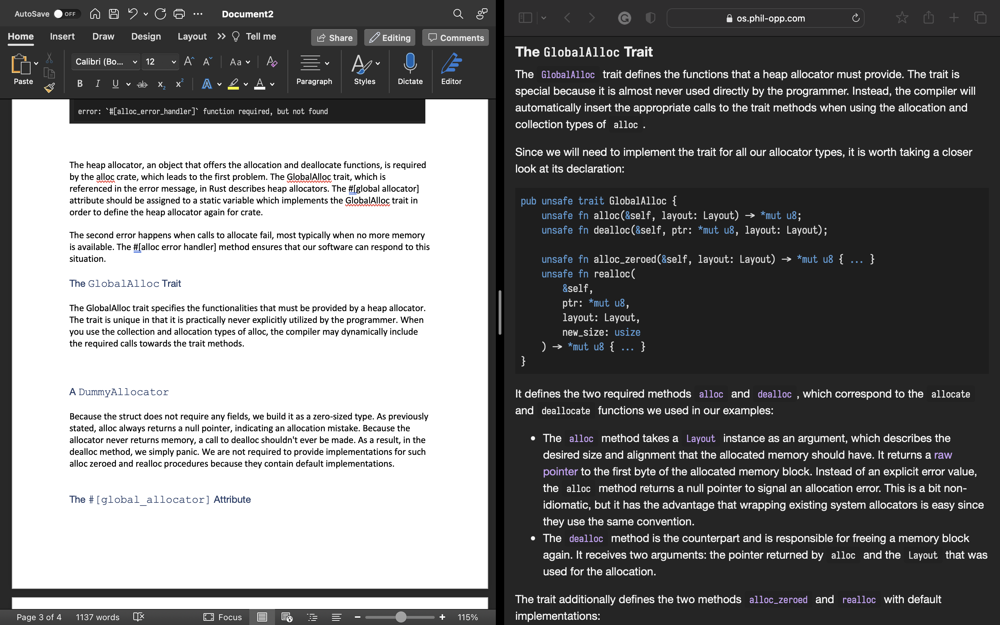 AutoSave OFF
Document2
Home Insert Draw Design Layout Tell me
Share Editing Comments
Calibri (Bo... 12 Aa
Paste
B I U ab x2 x2 A A
Paragraph Styles Dictate Editor
error: `#[alloc_error_handler]` function required, but not found
The heap allocator, an object that offers the allocation and deallocate functions, is required
by the alloc crate, which leads to the first problem. The GlobalAlloc trait, which is
referenced in the error message, in Rust describes heap allocators. The #[global allocator]
attribute should be assigned to a static variable which implements the GlobalAlloc trait in
order to define the heap allocator again for crate.
The second error happens when calls to allocate fail, most typically when no more memory
is available. The #[alloc error handler] method ensures that our software can respond to this
situation.
The GlobalAlloc Trait
The GlobalAlloc trait specifies the functionalities that must be provided by a heap allocator.
The trait is unique in that it is practically never explicitly utilized by the programmer. When
you use the collection and allocation types of alloc, the compiler may dynamically include
the required calls towards the trait methods.
A DummyAllocator
Because the struct does not require any fields, we build it as a zero-sized type. As previously
stated, alloc always returns a null pointer, indicating an allocation mistake. Because the
allocator never returns memory, a call to dealloc shouldn't ever be made. As a result, in the
dealloc method, we simply panic. We are not required to provide implementations for such
alloc zeroed and realloc procedures because they contain default implementations.
The #[global_allocator] Attribute
Page 3 of 4 1137 words Focus 115%
os.phil-opp.com
The GlobalAlloc Trait
The GlobalAlloc trait defines the functions that a heap allocator must provide. The trait is
special because it is almost never used directly by the programmer. Instead, the compiler will
automatically insert the appropriate calls to the trait methods when using the allocation and
collection types of alloc .
Since we will need to implement the trait for all our allocator types, it is worth taking a closer
look at its declaration:
pub unsafe trait GlobalAlloc {
unsafe fn alloc(&self, layout: Layout) -> *mut u8;
unsafe fn dealloc(&self, ptr: *mut u8, layout: Layout);
unsafe fn alloc_zeroed(&self, layout: Layout) -> *mut u8 { ... }
unsafe fn realloc(
&self,
ptr: *mut u8,
layout: Layout,
new_size: usize
) -> *mut u8 { ... }
}
It defines the two required methods alloc and dealloc , which correspond to the allocate
and deallocate functions we used in our examples:
• The alloc method takes a Layout instance as an argument, which describes the
desired size and alignment that the allocated memory should have. It returns a raw
pointer to the first byte of the allocated memory block. Instead of an explicit error value,
the alloc method returns a null pointer to signal an allocation error. This is a bit non-
idiomatic, but it has the advantage that wrapping existing system allocators is easy since
they use the same convention.
• The dealloc method is the counterpart and is responsible for freeing a memory block
again. It receives two arguments: the pointer returned by alloc and the Layout that was
used for the allocation.
The trait additionally defines the two methods alloc_zeroed and realloc with default
implementations: